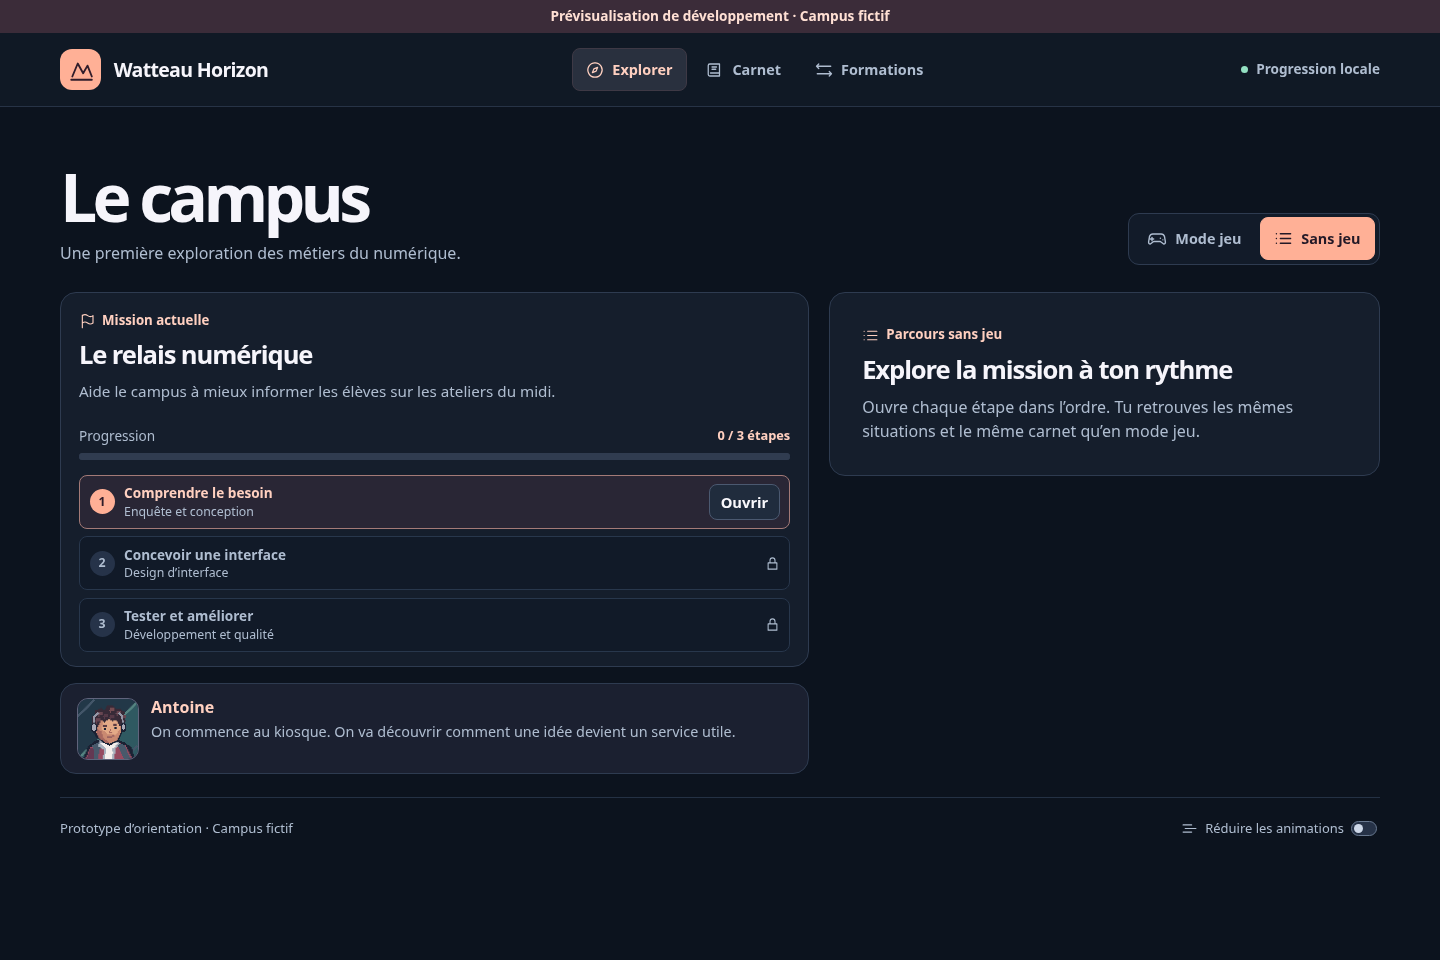 Prévisualisation de développement · Campus fictif
Watteau Horizon
Explorer
Carnet
Formations
Progression locale
Le campus
Une première exploration des métiers du numérique.
Mode jeu
Sans jeu
Mission actuelle
Le relais numérique
Aide le campus à mieux informer les élèves sur les ateliers du midi.
Progression
0 / 3 étapes
1
Comprendre le besoin
Enquête et conception
Ouvrir
2
Concevoir une interface
Design d’interface
3
Tester et améliorer
Développement et qualité
Antoine
On commence au kiosque. On va découvrir comment une idée devient un service utile.
Parcours sans jeu
Explore la mission à ton rythme
Ouvre chaque étape dans l’ordre. Tu retrouves les mêmes
situations et le même carnet qu’en mode jeu.
Prototype d’orientation · Campus fictif
Réduire les animations